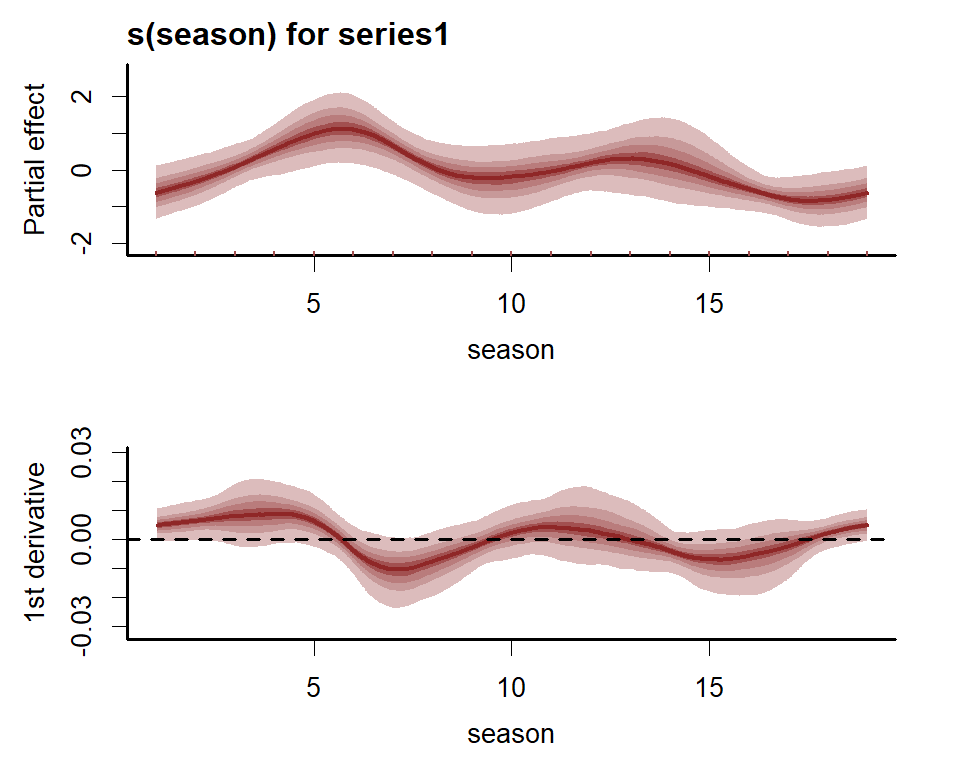 s(season) for series1
Partial effect
2
0
-2
5 10 15
season
1st derivative
0.03
0.00
-0.03
5 10 15
season